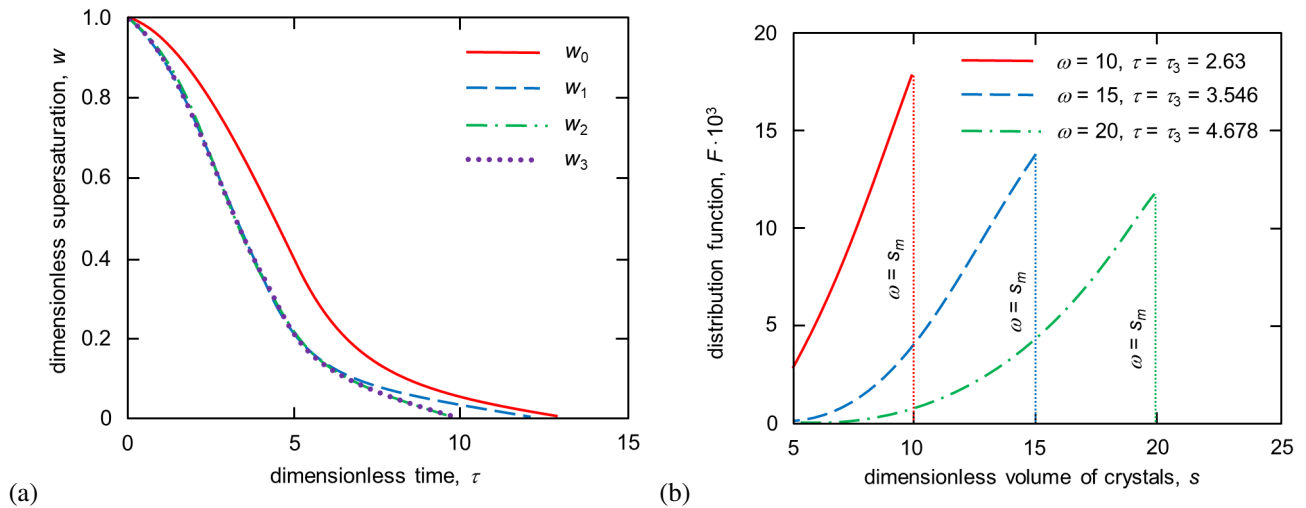 dimensionless supersaturation, w
1.0
0.8
0.6
0.4
0.2
0
0
5
10
15
w₀
w₁
w₂
w₃
dimensionless time, τ
(a)
distribution function, F · 10³
20
15
10
5
0
5
10
15
20
25
ω = 10, τ = τ₃ = 2.63
ω = 15, τ = τ₃ = 3.546
ω = 20, τ = τ₃ = 4.678
ω = sₘ
ω = sₘ
ω = sₘ
dimensionless volume of crystals, s
(b)